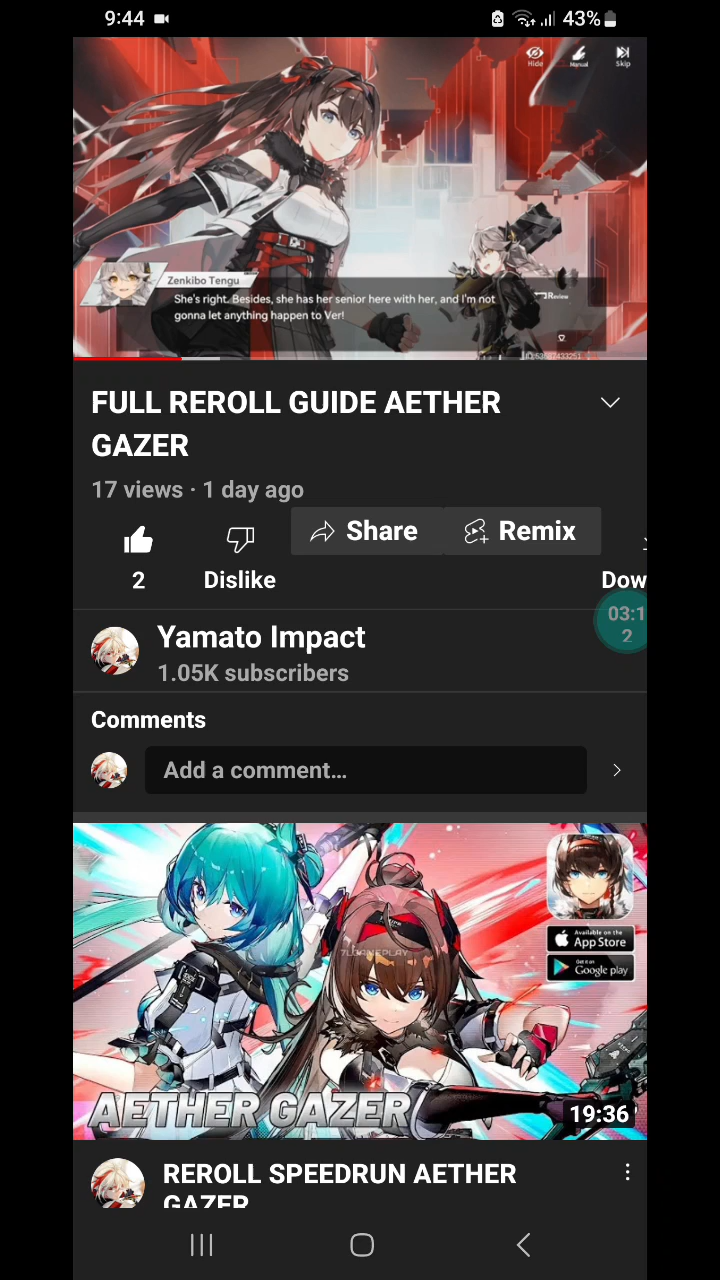 9:44
43%
Hide
Manual
Skip
Zenkibo Tengu
She's right. Besides, she has her senior here with her, and I'm not
gonna let anything happen to Ver!
Review
FULL REROLL GUIDE AETHER
GAZER
17 views · 1 day ago
Share
Remix
2
Dislike
Dow
03:1
2
Yamato Impact
1.05K subscribers
Comments
Add a comment...
Available on the
App Store
Get it on
Google play
7LGAMEPLAY
AETHER GAZER
19:36
REROLL SPEEDRUN AETHER
GAZER